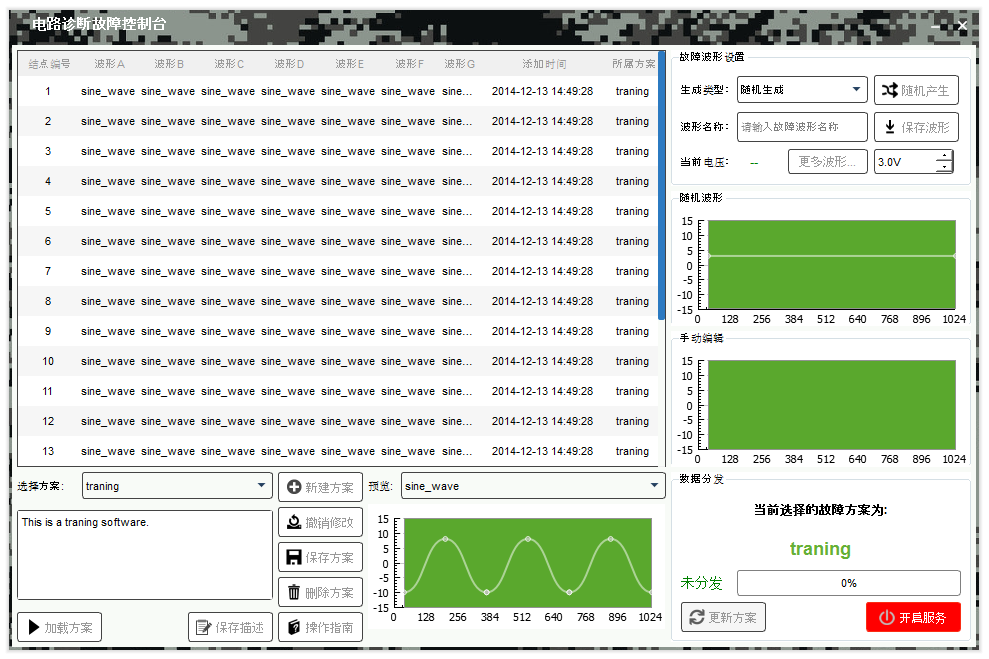 电路诊断故障控制台
结点编号 波形A 波形B 波形C 波形D 波形E 波形F 波形G 添加时间 所属方案
1 sine_wave sine_wave sine_wave sine_wave sine_wave sine_wave sine... 2014-12-13 14:49:28 traning
2 sine_wave sine_wave sine_wave sine_wave sine_wave sine_wave sine... 2014-12-13 14:49:28 traning
3 sine_wave sine_wave sine_wave sine_wave sine_wave sine_wave sine... 2014-12-13 14:49:28 traning
4 sine_wave sine_wave sine_wave sine_wave sine_wave sine_wave sine... 2014-12-13 14:49:28 traning
5 sine_wave sine_wave sine_wave sine_wave sine_wave sine_wave sine... 2014-12-13 14:49:28 traning
6 sine_wave sine_wave sine_wave sine_wave sine_wave sine_wave sine... 2014-12-13 14:49:28 traning
7 sine_wave sine_wave sine_wave sine_wave sine_wave sine_wave sine... 2014-12-13 14:49:28 traning
8 sine_wave sine_wave sine_wave sine_wave sine_wave sine_wave sine... 2014-12-13 14:49:28 traning
9 sine_wave sine_wave sine_wave sine_wave sine_wave sine_wave sine... 2014-12-13 14:49:28 traning
10 sine_wave sine_wave sine_wave sine_wave sine_wave sine_wave sine... 2014-12-13 14:49:28 traning
11 sine_wave sine_wave sine_wave sine_wave sine_wave sine_wave sine... 2014-12-13 14:49:28 traning
12 sine_wave sine_wave sine_wave sine_wave sine_wave sine_wave sine... 2014-12-13 14:49:28 traning
13 sine_wave sine_wave sine_wave sine_wave sine_wave sine_wave sine... 2014-12-13 14:49:28 traning
选择方案: traning
This is a traning software.
加载方案
保存描述
新建方案
撤销修改
保存方案
删除方案
操作指南
预览: sine_wave
15
10
5
0
-5
-10
-15
0 128 256 384 512 640 768 896 1024
故障波形设置
生成类型: 随机生成 随机产生
波形名称: 请输入故障波形名称 保存波形
当前电压: -- 更多波形... 3.0V
随机波形
15
10
5
0
-5
-10
-15
0 128 256 384 512 640 768 896 1024
手动编辑
15
10
5
0
-5
-10
-15
0 128 256 384 512 640 768 896 1024
数据分发
当前选择的故障方案为:
traning
未分发 0%
更新方案 开启服务